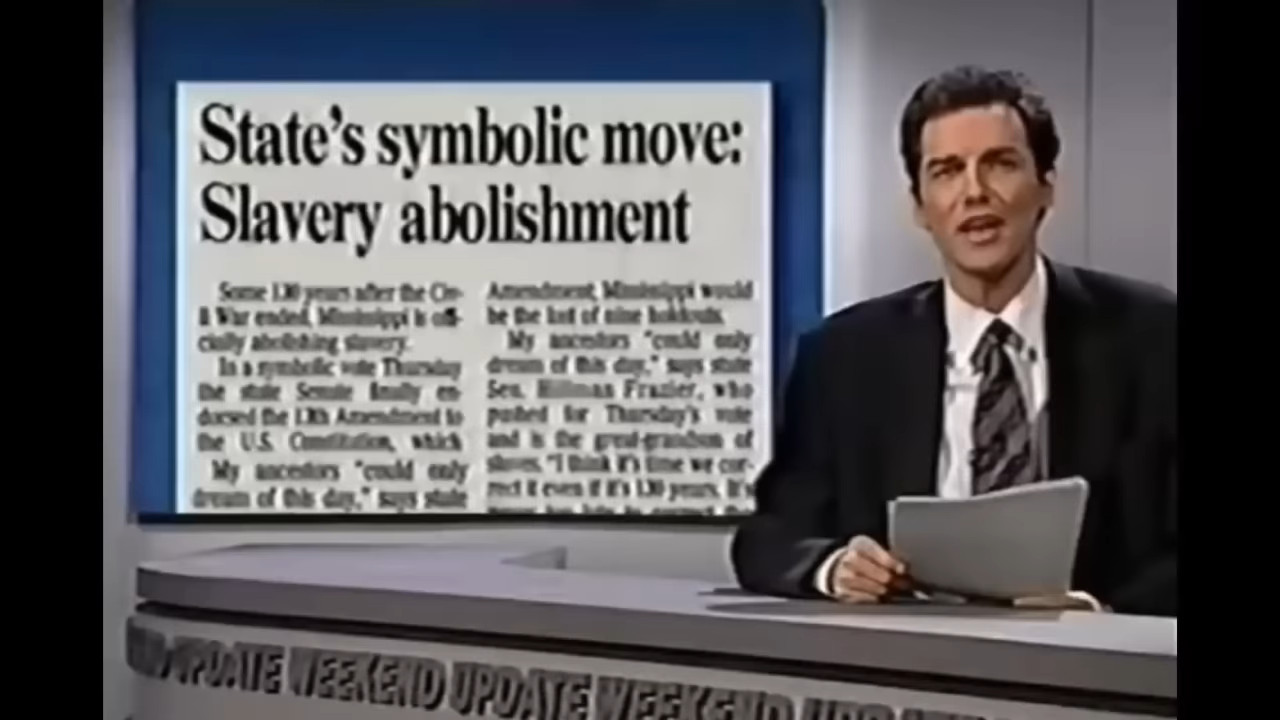 State's symbolic move:
Slavery abolishment
Some 130 years after the Civ-
il War ended, Mississippi is offi-
cially abolishing slavery.
In a symbolic vote Thursday
the state Senate finally en-
dorsed the 13th Amendment to
the U.S. Constitution, which
My ancestors "could only
dream of this day," says state
Amendment, Mississippi would
be the last of nine holdouts.
My ancestors "could only
dream of this day," says state
Sen. Hillman Frazier, who
pushed for Thursday's vote
and is the great-grandson of
slaves. "I think it's time we cor-
rect it even if it's 130 years. It's
UPDATE WEEKEND UPDATE WEEKEND